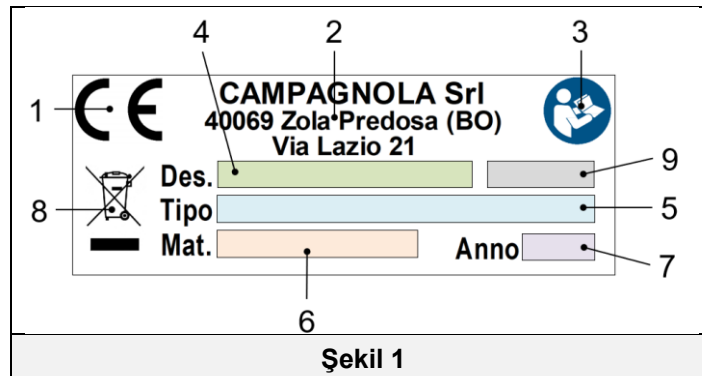 4 2 3
1 CE CAMPAGNOLA Srl
40069 Zola Predosa (BO)
Via Lazio 21
Des. 9
8 Tipo 5
Mat. Anno 7
6
Şekil 1